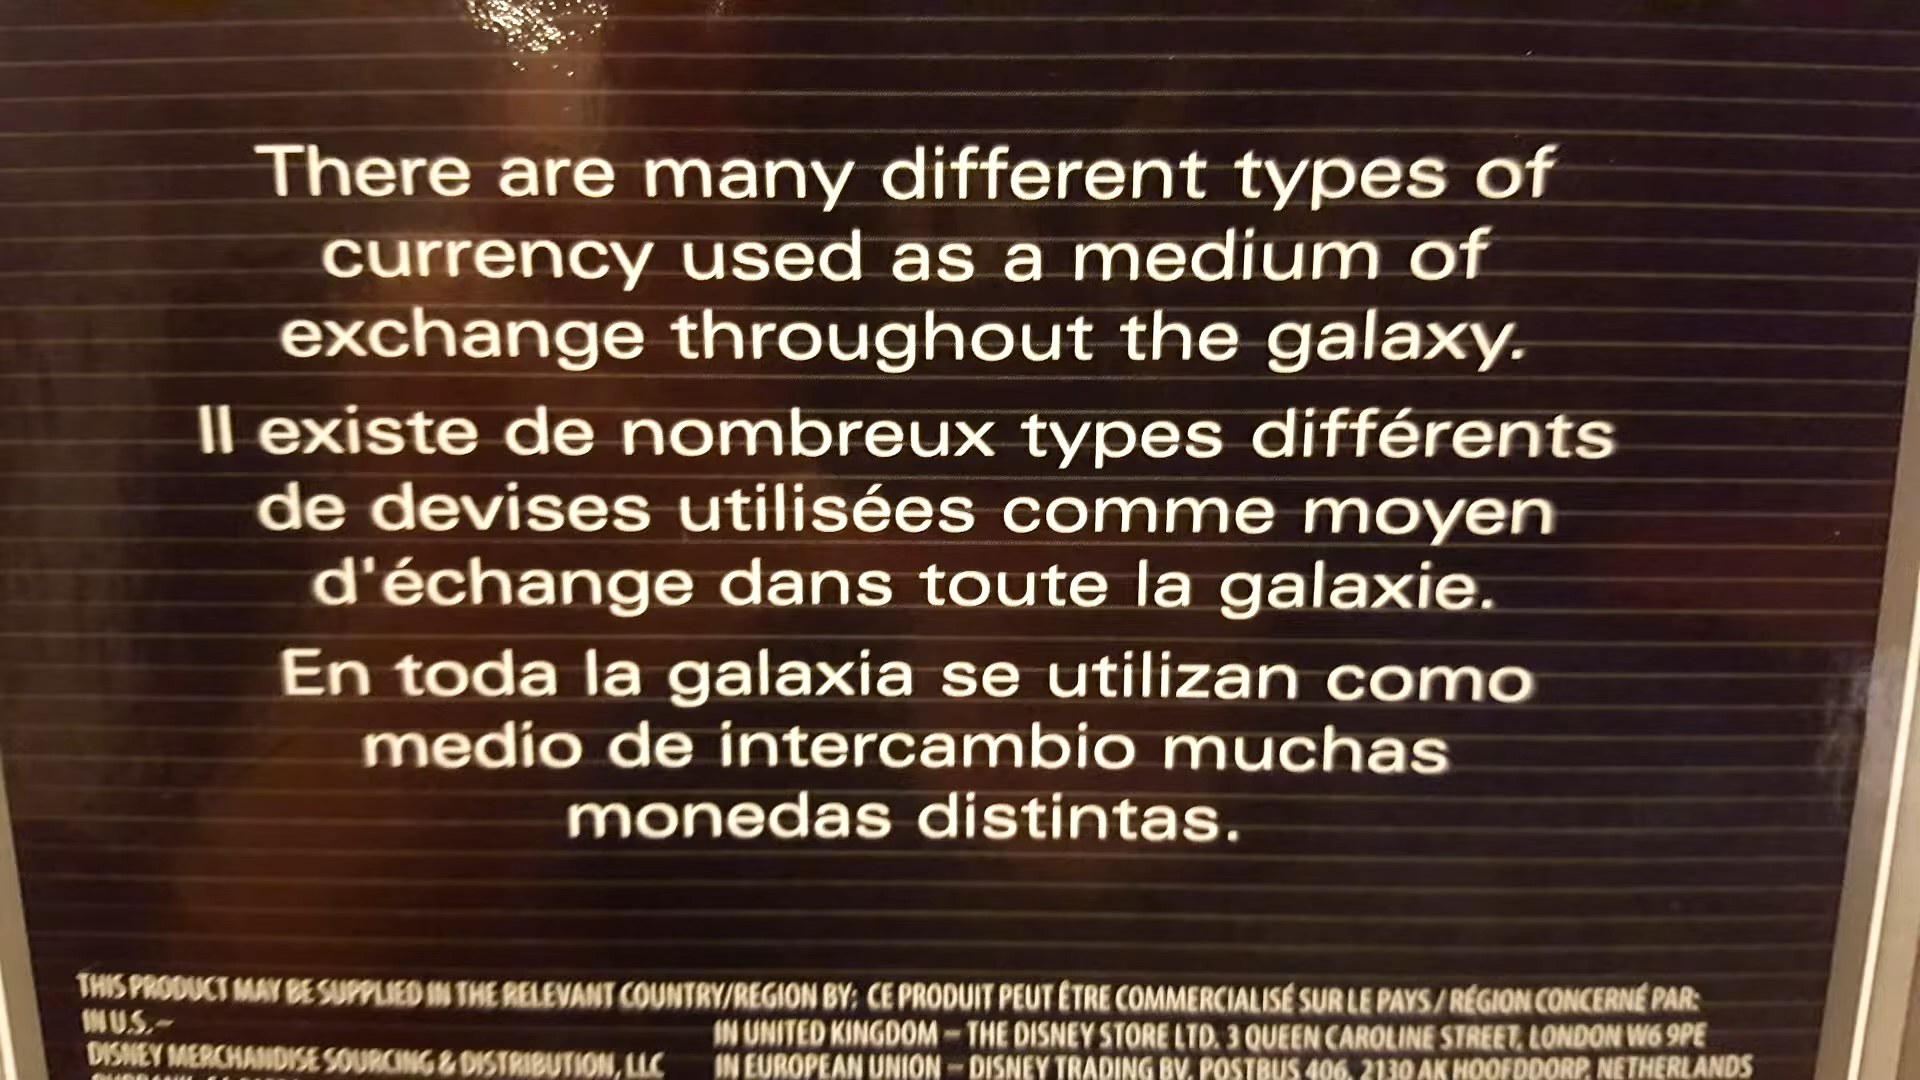 There are many different types of
currency used as a medium of
exchange throughout the galaxy.
Il existe de nombreux types différents
de devises utilisées comme moyen
d'échange dans toute la galaxie.
En toda la galaxia se utilizan como
medio de intercambio muchas
monedas distintas.
THIS PRODUCT MAY BE SUPPLIED IN THE RELEVANT COUNTRY/REGION BY: CE PRODUIT PEUT ÊTRE COMMERCIALISÉ SUR LE PAYS / RÉGION CONCERNÉ PAR:
IN U.S. –
DISNEY MERCHANDISE SOURCING & DISTRIBUTION, LLC
IN UNITED KINGDOM – THE DISNEY STORE LTD. 3 QUEEN CAROLINE STREET, LONDON W6 9PE
IN EUROPEAN UNION – DISNEY TRADING BV, POSTBUS 406, 2130 AK HOOFDDORP, NETHERLANDS